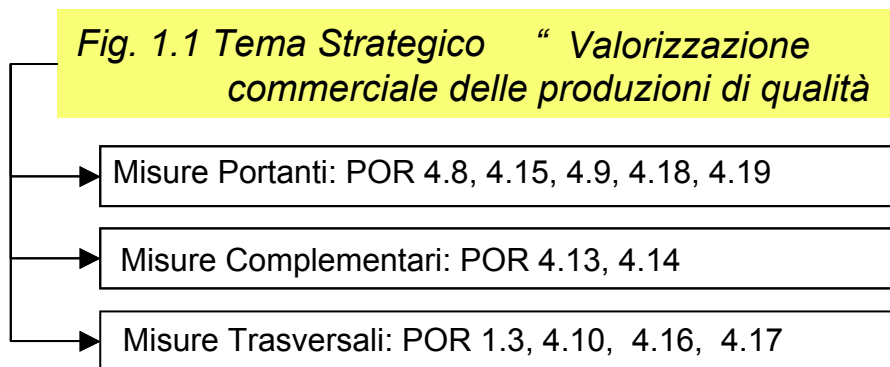 Fig. 1.1 Tema Strategico “ Valorizzazione
commerciale delle produzioni di qualità
Misure Portanti: POR 4.8, 4.15, 4.9, 4.18, 4.19
Misure Complementari: POR 4.13, 4.14
Misure Trasversali: POR 1.3, 4.10, 4.16, 4.17